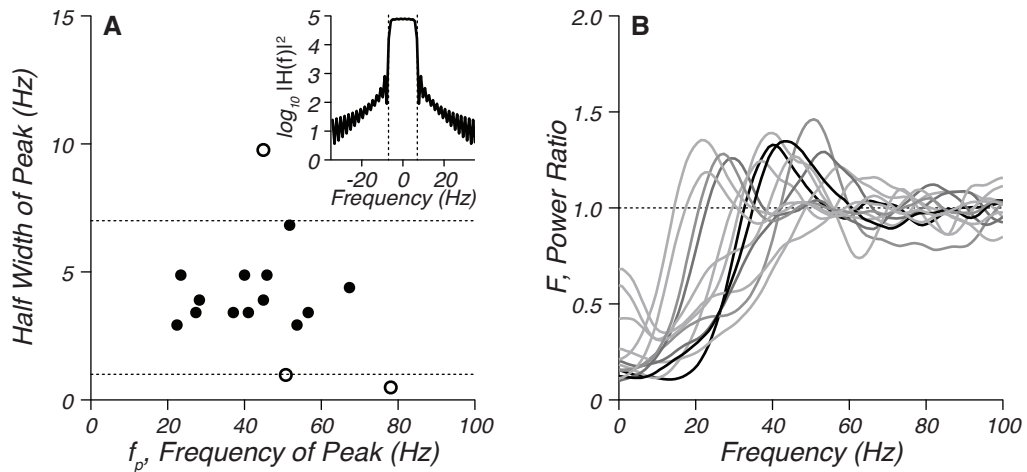 A
15
10
5
0
Half Width of Peak (Hz)
0 20 40 60 80 100
f_p, Frequency of Peak (Hz)
5
4
3
2
1
0
log₁₀ |H(f)|²
-20 0 20
Frequency (Hz)
B
2.0
1.5
1.0
0.5
0
F, Power Ratio
0 20 40 60 80 100
Frequency (Hz)